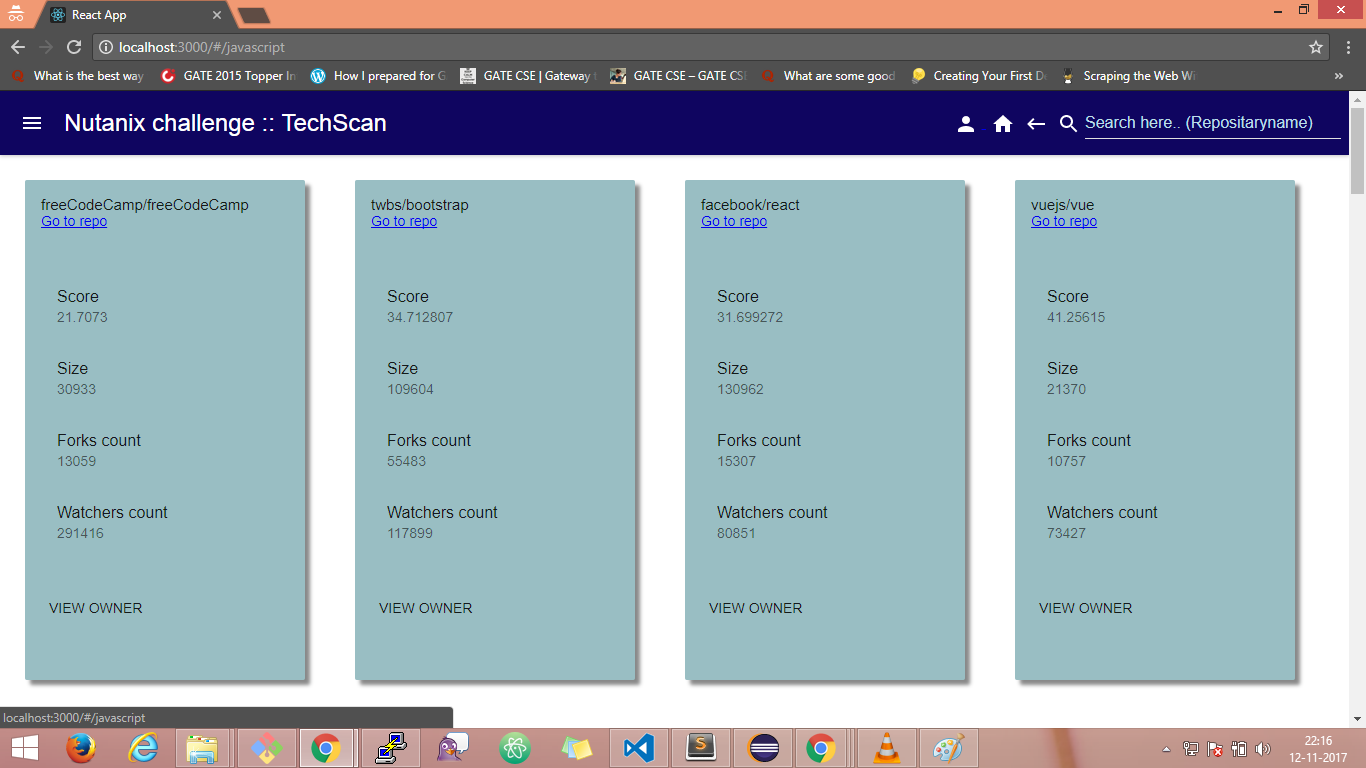 React App
localhost:3000/#/javascript
What is the best way
GATE 2015 Topper In
How I prepared for G
GATE CSE | Gateway t
GATE CSE – GATE CSE
What are some good
Creating Your First D
Scraping the Web Wi
»
Nutanix challenge :: TechScan
Search here.. (Repositaryname)
freeCodeCamp/freeCodeCamp
Go to repo
Score
21.7073
Size
30933
Forks count
13059
Watchers count
291416
VIEW OWNER
twbs/bootstrap
Go to repo
Score
34.712807
Size
109604
Forks count
55483
Watchers count
117899
VIEW OWNER
facebook/react
Go to repo
Score
31.699272
Size
130962
Forks count
15307
Watchers count
80851
VIEW OWNER
vuejs/vue
Go to repo
Score
41.25615
Size
21370
Forks count
10757
Watchers count
73427
VIEW OWNER
localhost:3000/#/javascript
22:16
12-11-2017